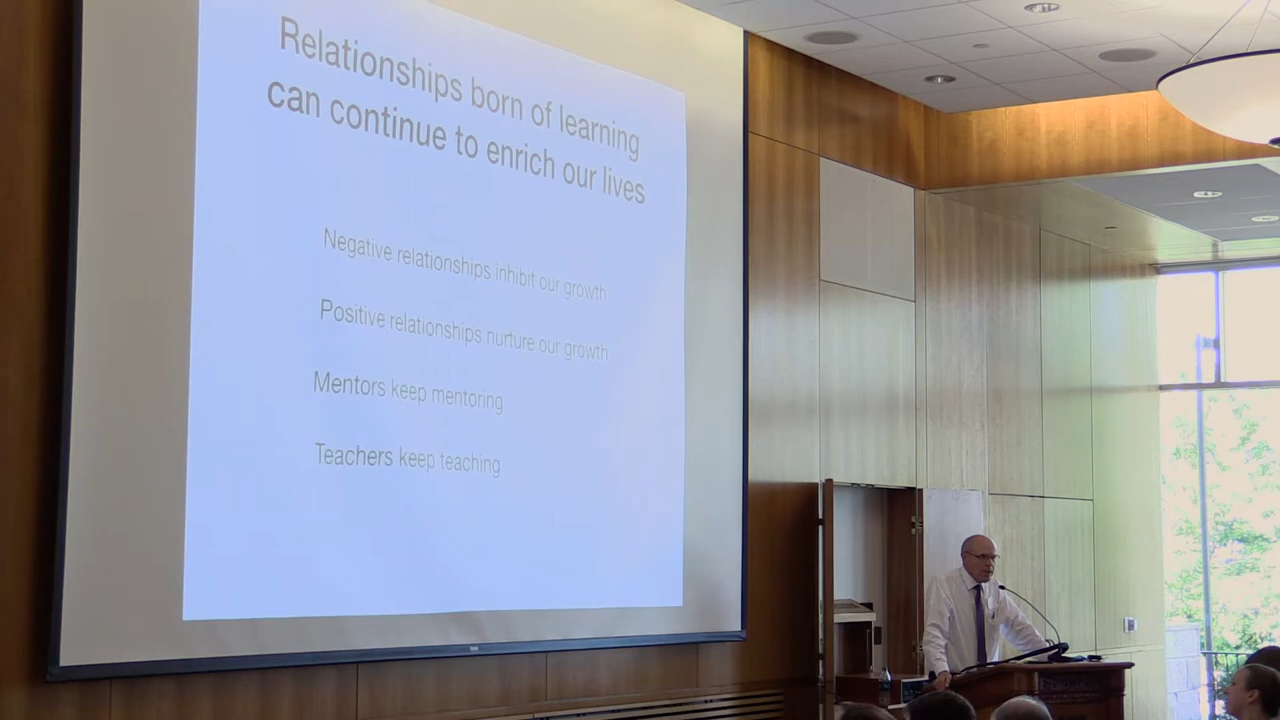 Relationships born of learning
can continue to enrich our lives
Negative relationships inhibit our growth
Positive relationships nurture our growth
Mentors keep mentoring
Teachers keep teaching